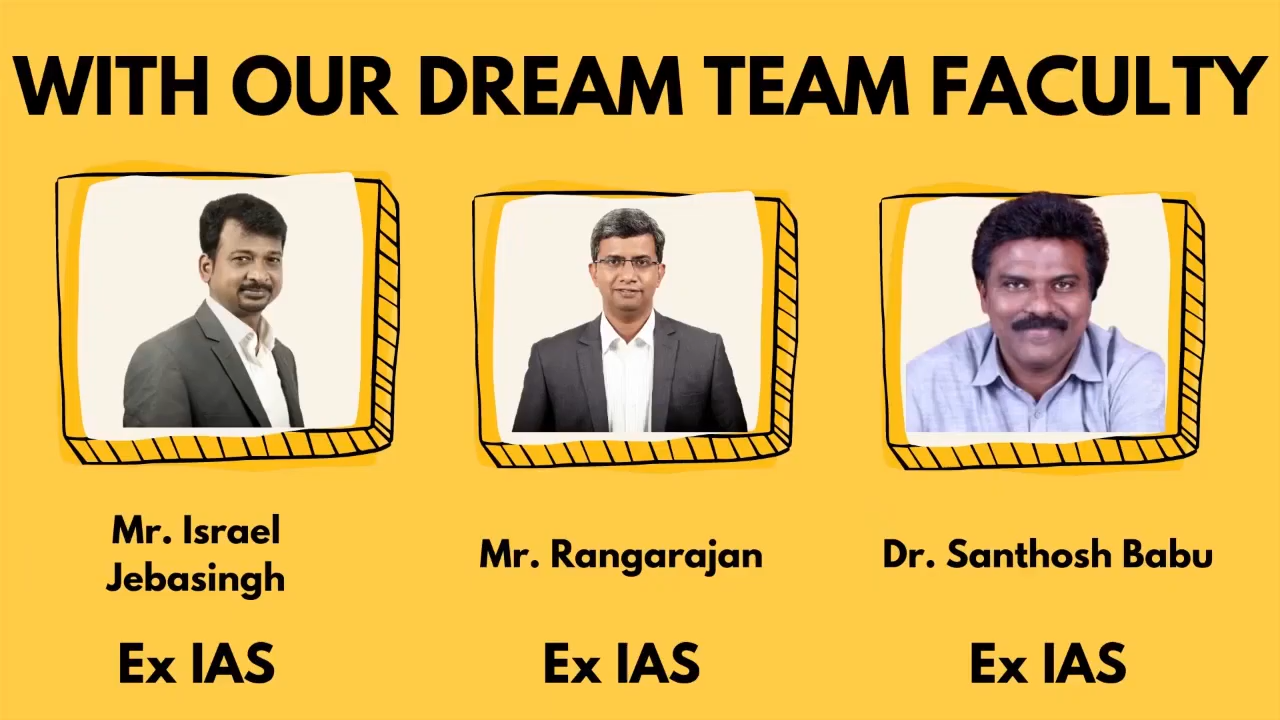 WITH OUR DREAM TEAM FACULTY
Mr. Israel
Jebasingh
Ex IAS
Mr. Rangarajan
Ex IAS
Dr. Santhosh Babu
Ex IAS